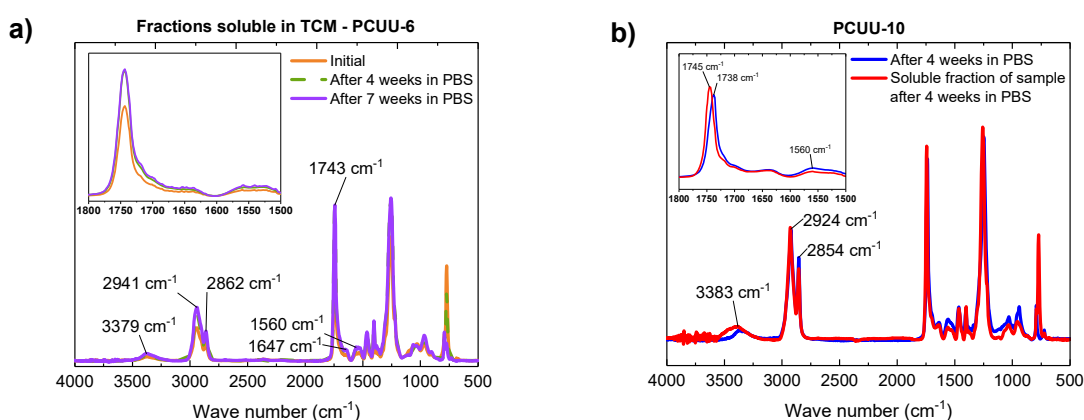 a)
Fractions soluble in TCM - PCUU-6
Initial
After 4 weeks in PBS
After 7 weeks in PBS
1800 1750 1700 1650 1600 1550 1500
1743 cm-1
2941 cm-1
2862 cm-1
3379 cm-1
1560 cm-1
1647 cm-1
4000 3500 3000 2500 2000 1500 1000 500
Wave number (cm-1)
b)
PCUU-10
After 4 weeks in PBS
Soluble fraction of sample
after 4 weeks in PBS
1745 cm-1
1738 cm-1
1560 cm-1
1800 1750 1700 1650 1600 1550 1500
2924 cm-1
2854 cm-1
3383 cm-1
4000 3500 3000 2500 2000 1500 1000 500
Wave number (cm-1)